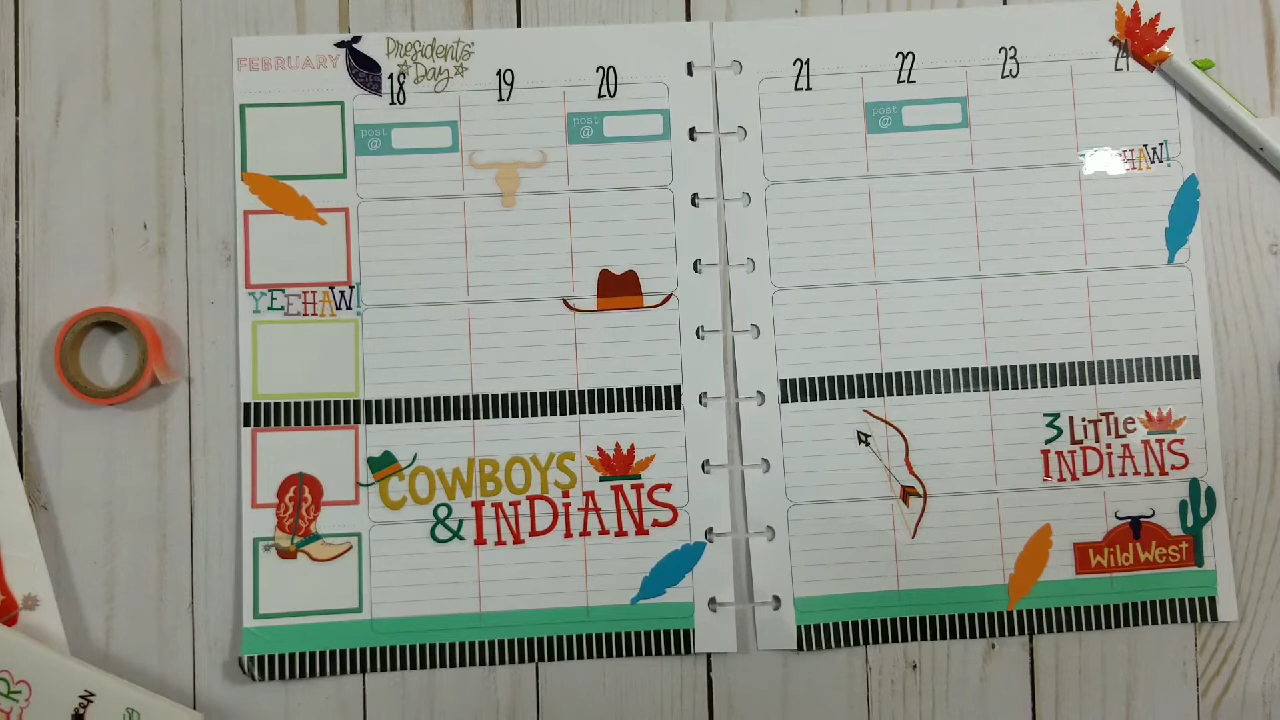 FEBRUARY
Presidents'
Day
18
19
20
21
22
23
24
post
@
post
@
post
@
YEEHAW!
COWBOYS
& INDIANS
3 LITTLE
INDIANS
Wild West